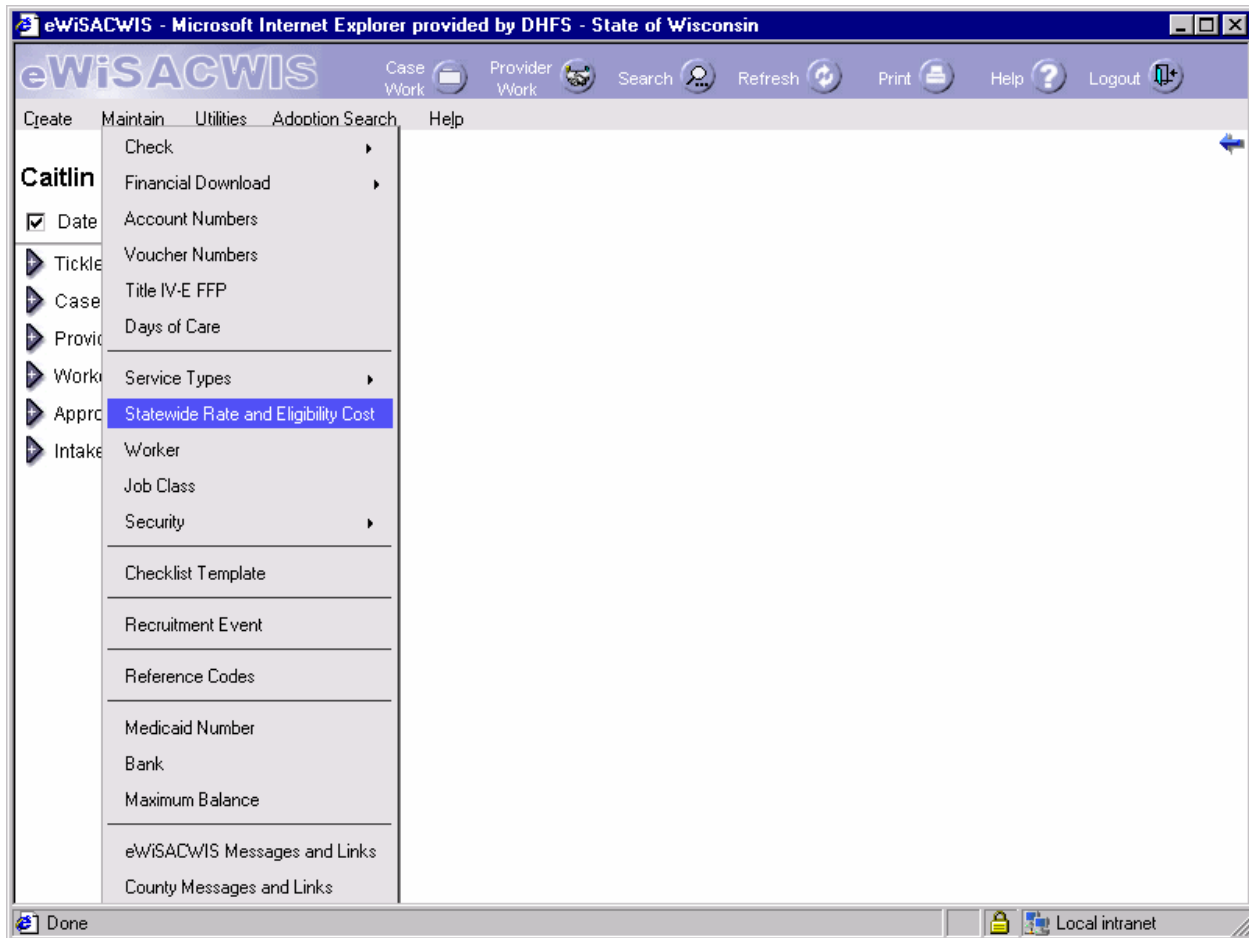 eWiSACWIS - Microsoft Internet Explorer provided by DHFS - State of Wisconsin
eWiSACWIS
Case Work
Provider Work
Search
Refresh
Print
Help
Logout
Create Maintain Utilities Adoption Search Help
Caitlin
Date
Tickle
Case
Provid
Work
Appro
Intake
Check
Financial Download
Account Numbers
Voucher Numbers
Title IV-E FFP
Days of Care
Service Types
Statewide Rate and Eligibility Cost
Worker
Job Class
Security
Checklist Template
Recruitment Event
Reference Codes
Medicaid Number
Bank
Maximum Balance
eWiSACWIS Messages and Links
County Messages and Links
Done
Local intranet